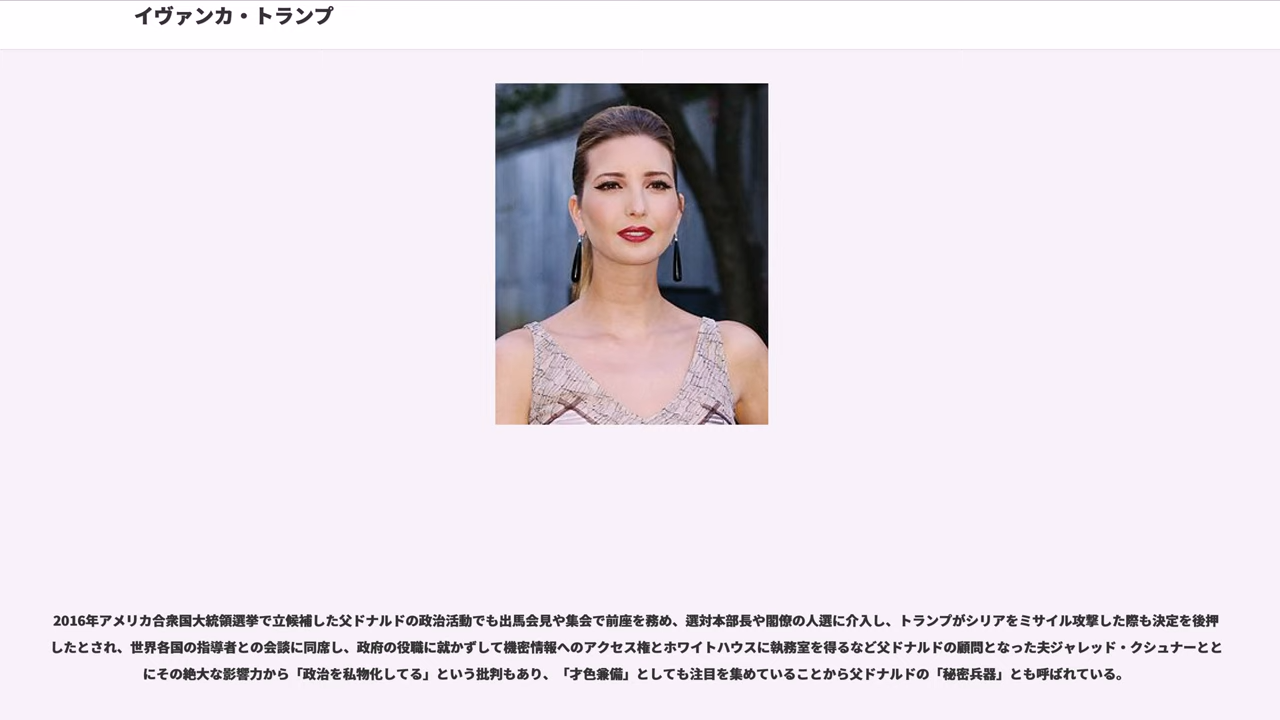 イヴァンカ・トランプ
2016年アメリカ合衆国大統領選挙で立候補した父ドナルドの政治活動でも出馬会見や集会で前座を務め、選対本部長や閣僚の人選に介入し、トランプがシリアをミサイル攻撃した際も決定を後押
したとされ、世界各国の指導者との会談に同席し、政府の役職に就かずして機密情報へのアクセス権とホワイトハウスに執務室を得るなど父ドナルドの顧問となった夫ジャレッド・クシュナーとと
にその絶大な影響力から「政治を私物化してる」という批判もあり、「才色兼備」としても注目を集めていることから父ドナルドの「秘密兵器」とも呼ばれている。